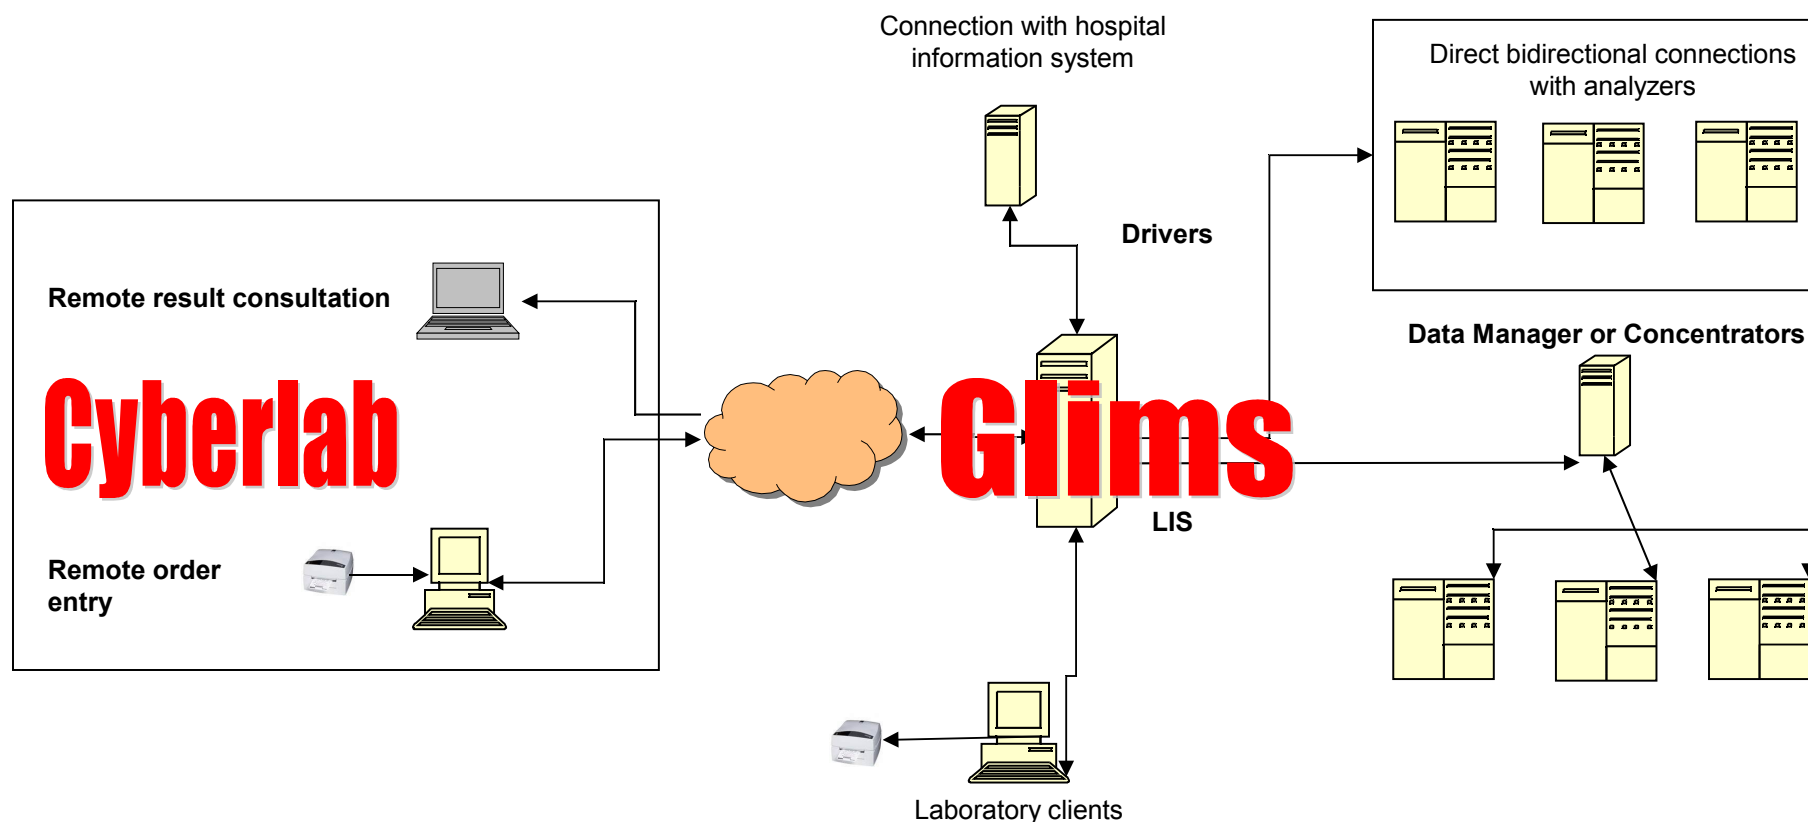 Connection with hospital
information system
Direct bidirectional connections
with analyzers
Drivers
Remote result consultation
Data Manager or Concentrators
Cyberlab
Glims
LIS
Remote order
entry
Laboratory clients